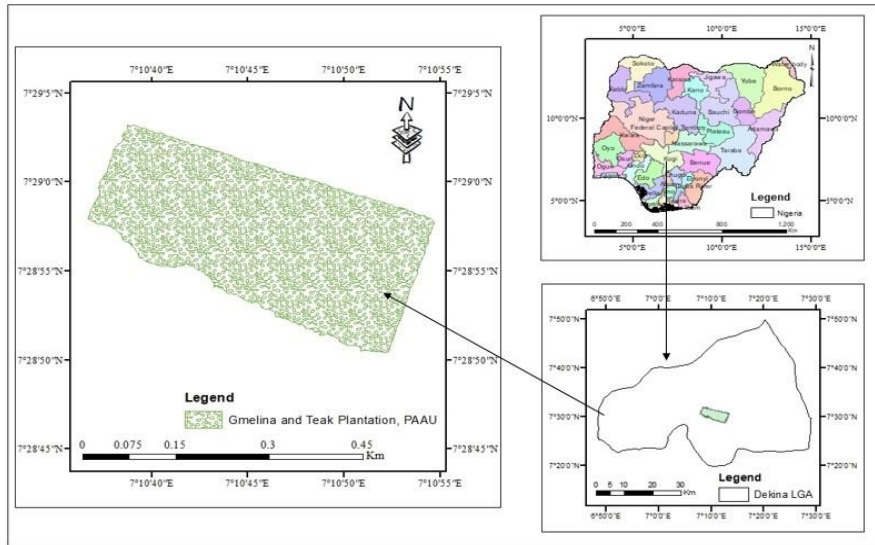 7°10'40"E 7°10'45"E 7°10'50"E 7°10'55"E
7°29'5"N 7°29'5"N
N
7°29'0"N 7°29'0"N
7°28'55"N 7°28'55"N
7°28'50"N 7°28'50"N
Legend
Gmelina and Teak Plantation, PAAU
7°28'45"N 7°28'45"N
0 0.075 0.15 0.3 0.45
Km
7°10'40"E 7°10'45"E 7°10'50"E 7°10'55"E
5°0'0"E 10°0'0"E 15°0'0"E
N
Sokoto
Katsina Jigawa Yobe
Kebbi Zamfara Kano Borno
Kaduna Bauchi Gombe
10°0'0"N 10°0'0"N
Niger Adamawa
Federal Capital Territory Plateau
Kwara Nassarawa
Oyo Taraba
Osun Kogi Benue
Ogun Edo
Legend
5°0'0"N 5°0'0"N
Nigeria
0 200 400 800 1,200
Km
5°0'0"E 10°0'0"E 15°0'0"E
6°50'0"E 7°0'0"E 7°10'0"E 7°20'0"E
7°50'0"N 7°50'0"N
7°40'0"N 7°40'0"N
7°30'0"N 7°30'0"N
7°20'0"N 7°20'0"N
Legend
0 5 10 20 30
Km
Dekina LGA
6°50'0"E 7°0'0"E 7°10'0"E 7°20'0"E